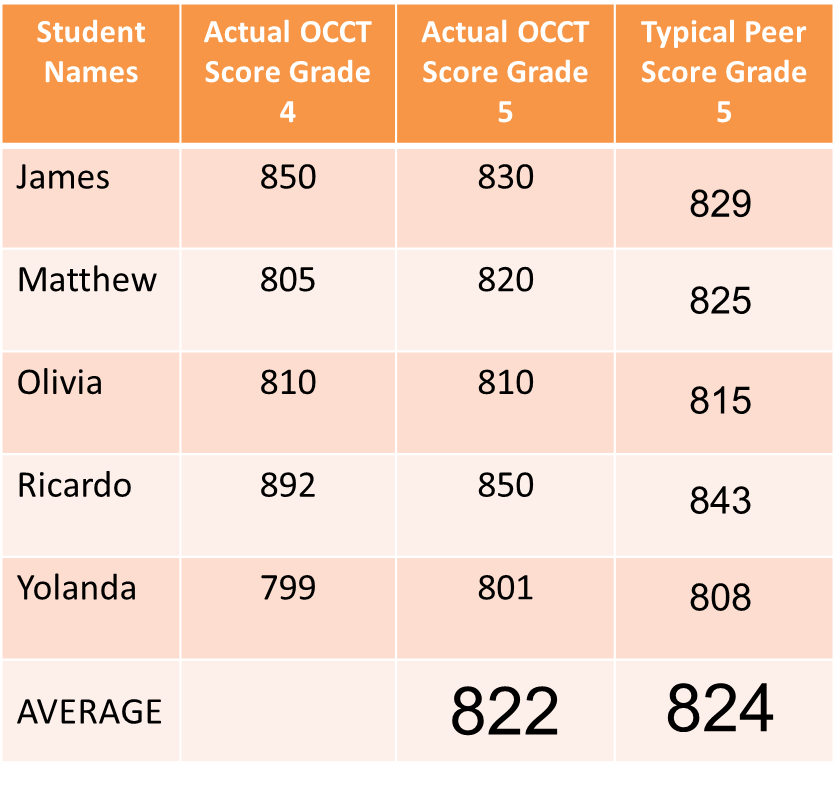 Student Names Actual OCCT Score Grade 4 Actual OCCT Score Grade 5 Typical Peer Score Grade 5
James 850 830 829
Matthew 805 820 825
Olivia 810 810 815
Ricardo 892 850 843
Yolanda 799 801 808
AVERAGE 822 824